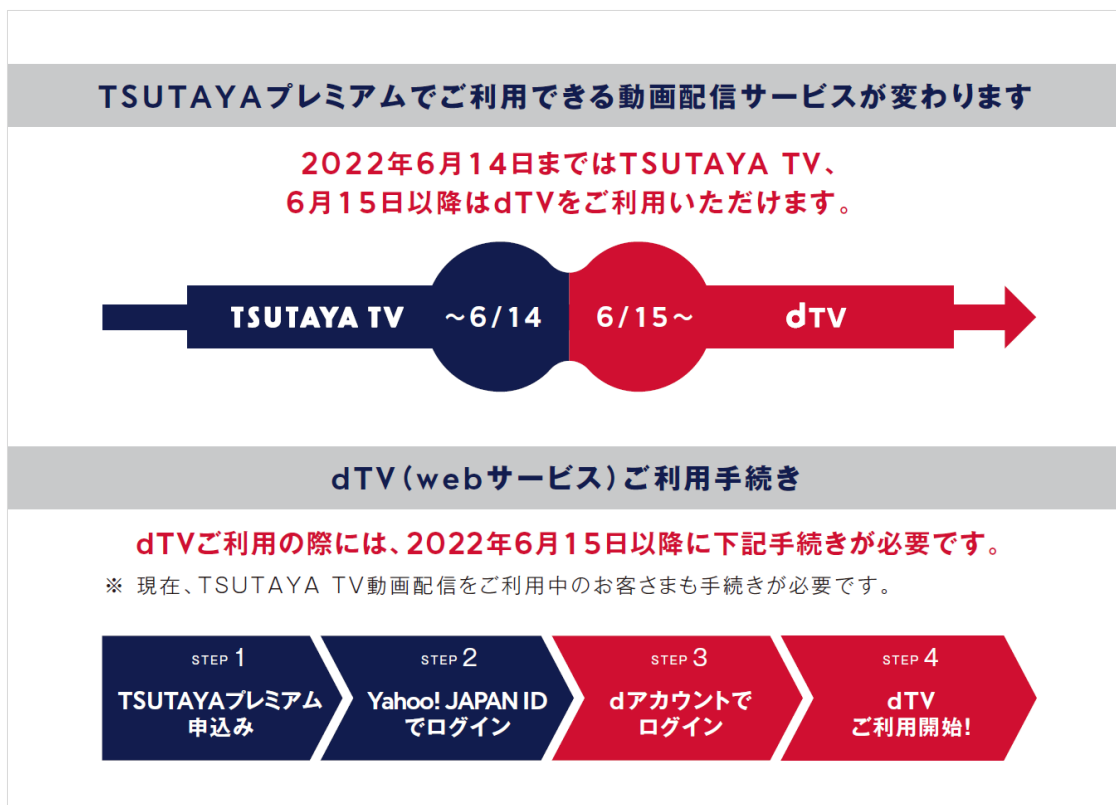 TSUTAYAプレミアムでご利用できる動画配信サービスが変わります
2022年6月14日まではTSUTAYA TV、
6月15日以降はdTVをご利用いただけます。
TSUTAYA TV ～6/14 6/15～ dTV
dTV(webサービス)ご利用手続き
dTVご利用の際には、2022年6月15日以降に下記手続きが必要です。
※ 現在、TSUTAYA TV動画配信をご利用中のお客さまも手続きが必要です。
STEP 1
TSUTAYAプレミアム
申込み
STEP 2
Yahoo! JAPAN ID
でログイン
STEP 3
dアカウントで
ログイン
STEP 4
dTV
ご利用開始!